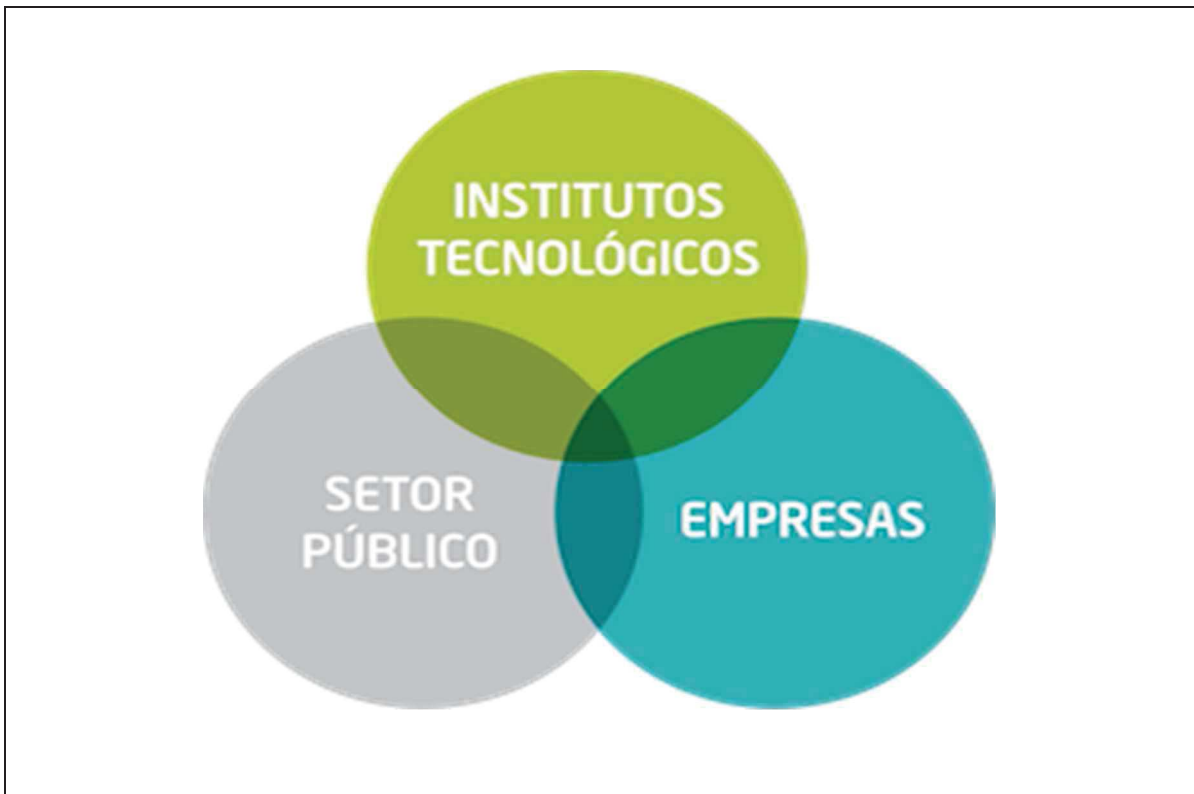 INSTITUTOS
TECNOLÓGICOS
SETOR
PÚBLICO
EMPRESAS